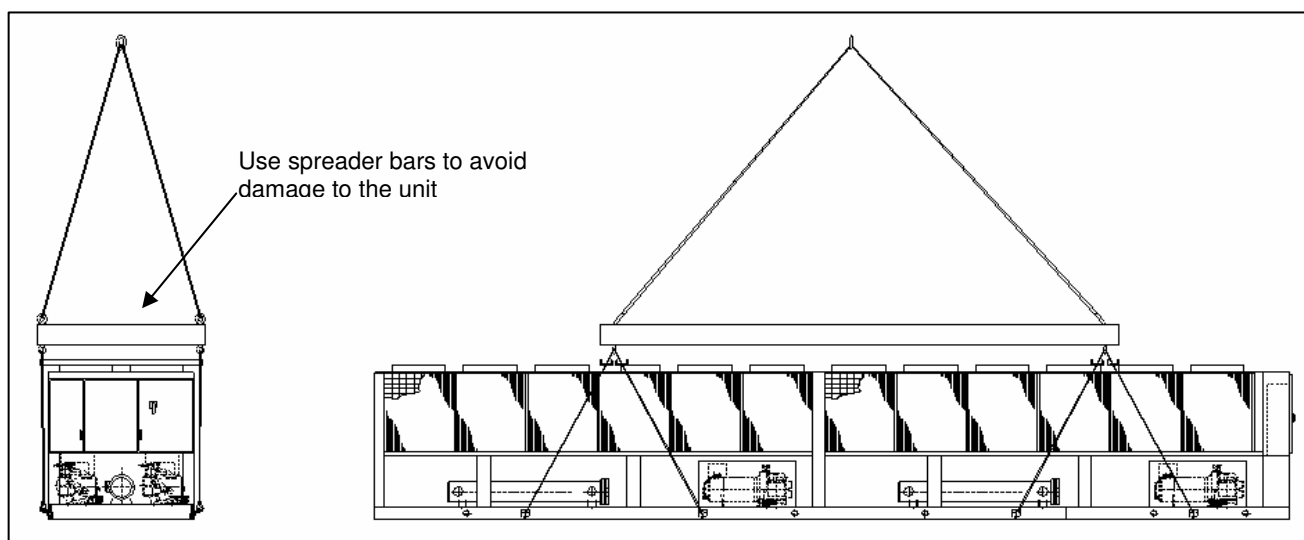 Use spreader bars to avoid
damage to the unit